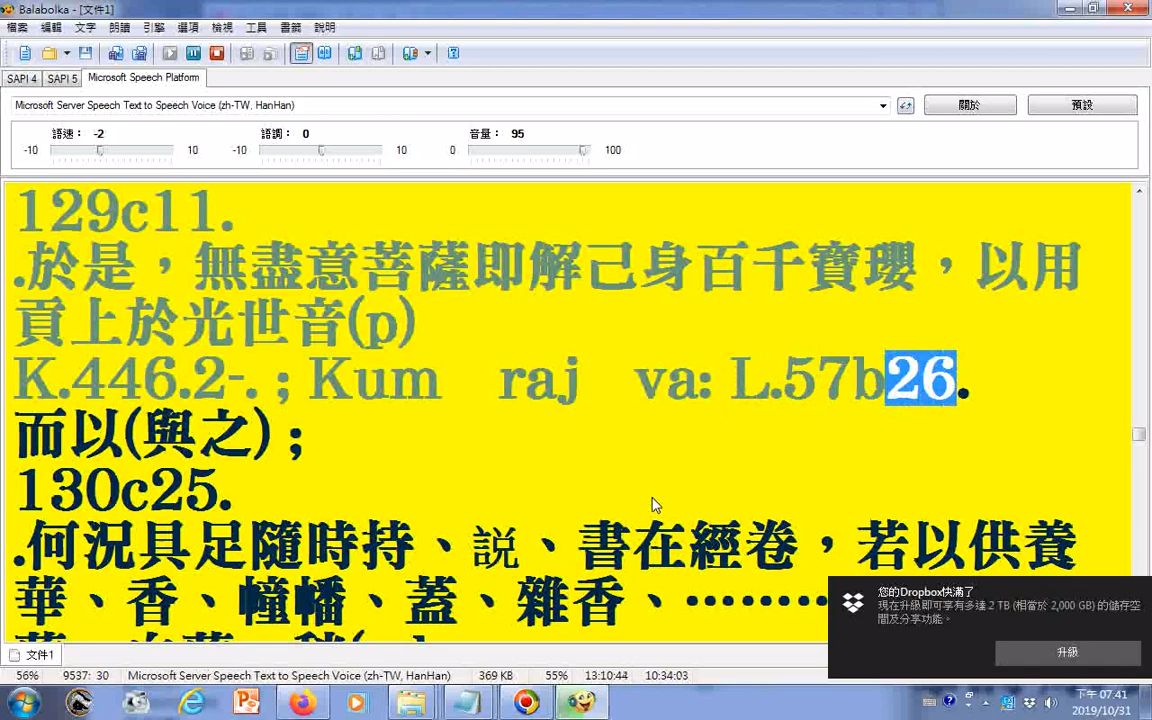 Balabolka - [文件1]
檔案 編輯 文字 朗讀 引擎 選項 檢視 工具 書籤 說明
SAPI 4 SAPI 5 Microsoft Speech Platform
Microsoft Server Speech Text to Speech Voice (zh-TW, HanHan) 關於 預設
語速： -2 語調： 0 音量： 95
-10 10 -10 10 0 100
129c11.
.於是，無盡意菩薩即解己身百千寶瓔，以用
貢上於光世音(p)
K.446.2-. ; Kum raj va: L.57b26.
而以(與之) ;
130c25.
.何況具足隨時持、説、書在經卷，若以供養
華、香、幢幡、蓋、雜香、………
您的Dropbox快滿了
現在升級即可享有多達 2 TB (相當於 2,000 GB) 的儲存空
間及分享功能。
升級
文件1
56% 9537: 30 Microsoft Server Speech Text to Speech Voice (zh-TW, HanHan) 369 KB 55% 13:10:44 10:34:03
下午 07:41
2019/10/31